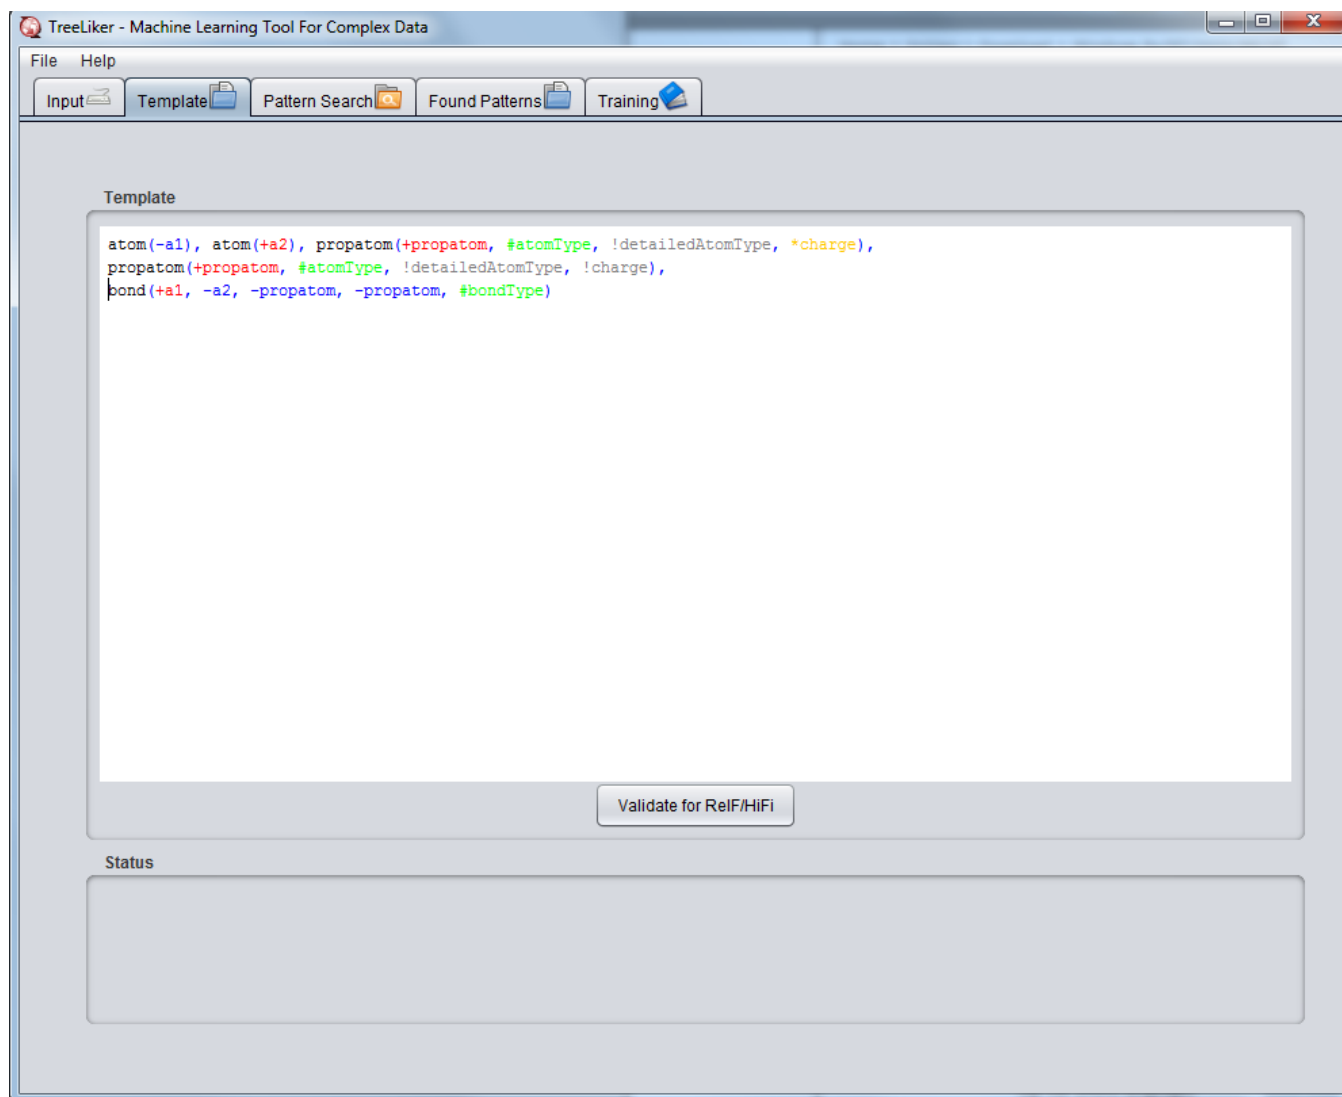 TreeLiker - Machine Learning Tool For Complex Data
File Help
Input Template Pattern Search Found Patterns Training
Template
atom(-a1), atom(+a2), propatom(+propatom, #atomType, !detailedAtomType, *charge),
propatom(+propatom, #atomType, !detailedAtomType, !charge),
bond(+a1, -a2, -propatom, -propatom, #bondType)
Validate for RelF/HiFi
Status